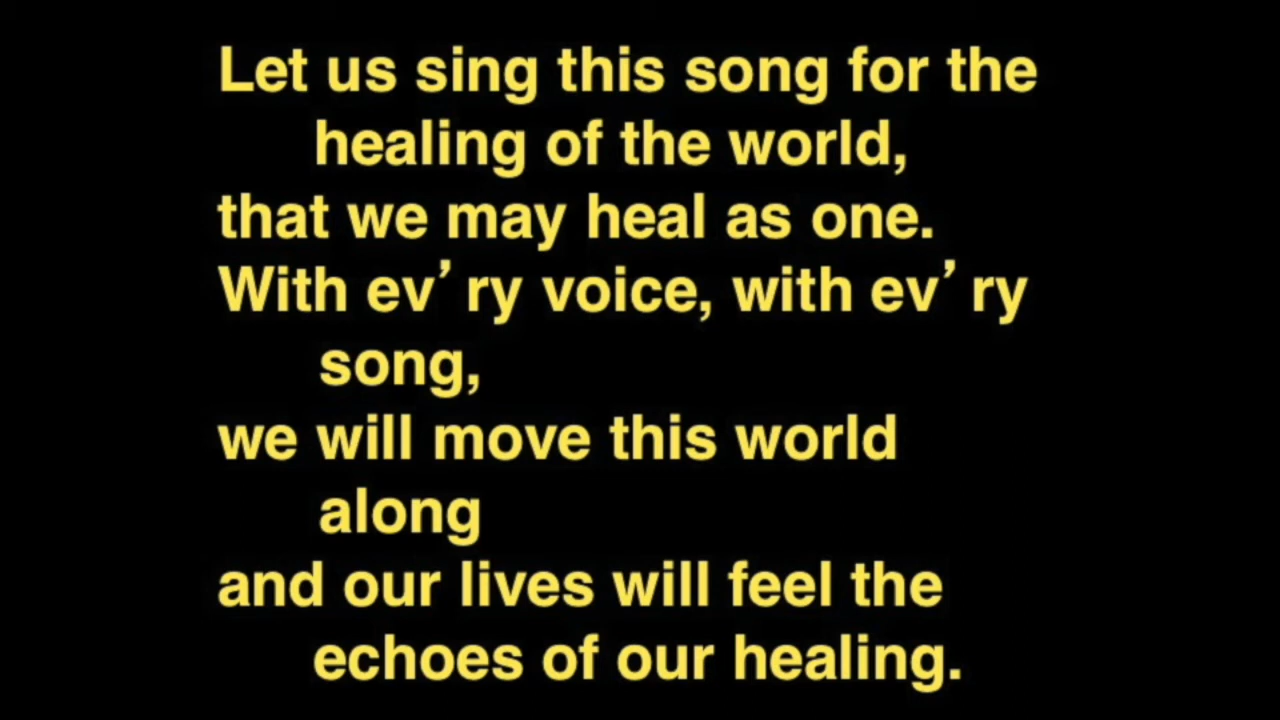 Let us sing this song for the
healing of the world,
that we may heal as one.
With ev’ ry voice, with ev’ ry
song,
we will move this world
along
and our lives will feel the
echoes of our healing.